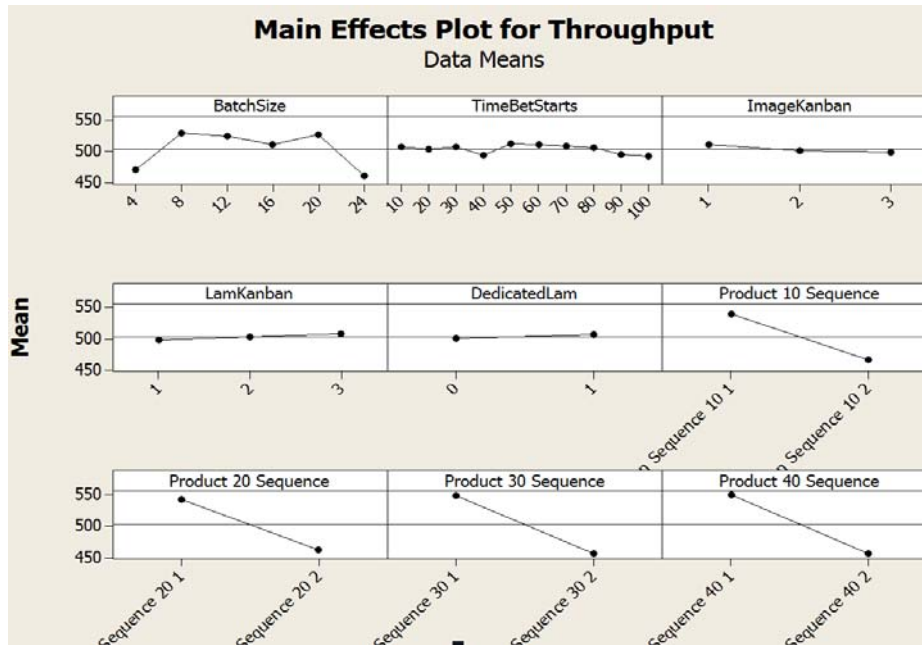 Main Effects Plot for Throughput
Data Means
BatchSize TimeBetStarts ImageKanban
550
500
450
4 8 12 16 20 24 10 20 30 40 50 60 70 80 90 100 1 2 3
Mean
LamKanban DedicatedLam Product 10 Sequence
550
500
450
1 2 3 0 1 Sequence 10 1 Sequence 10 2
Product 20 Sequence Product 30 Sequence Product 40 Sequence
550
500
450
Sequence 20 1 Sequence 20 2 Sequence 30 1 Sequence 30 2 Sequence 40 1 Sequence 40 2